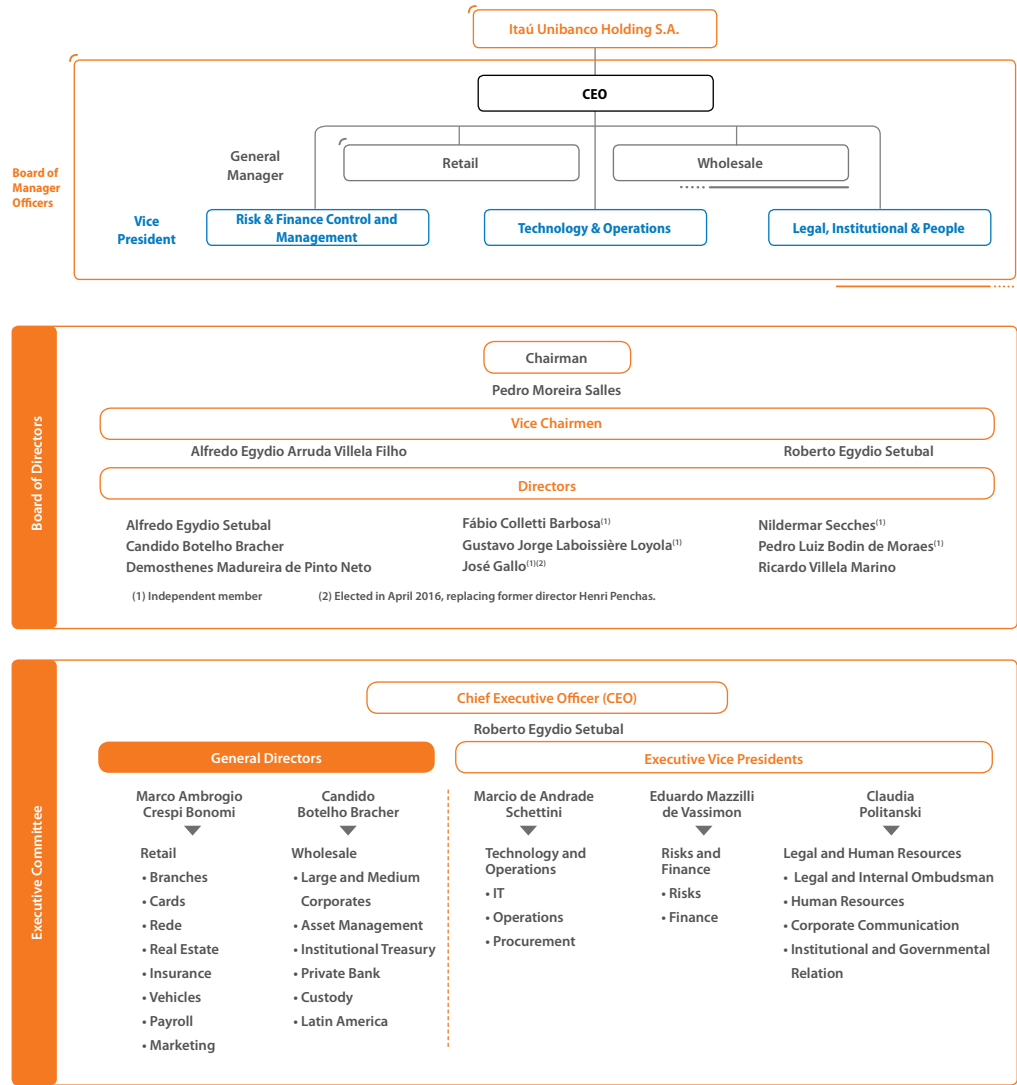 Itaú Unibanco Holding S.A.
CEO
Board of
Manager
Officers
General
Manager
Retail
Wholesale
Vice
President
Risk & Finance Control and
Management
Technology & Operations
Legal, Institutional & People
Board of Directors
Chairman
Pedro Moreira Salles
Vice Chairmen
Alfredo Egydio Arruda Villela Filho
Roberto Egydio Setubal
Directors
Alfredo Egydio Setubal
Candido Botelho Bracher
Demosthenes Madureira de Pinto Neto
Fábio Colletti Barbosa(1)
Gustavo Jorge Laboissière Loyola(1)
José Gallo(1)(2)
Nildermar Secches(1)
Pedro Luiz Bodin de Moraes(1)
Ricardo Villela Marino
(1) Independent member
(2) Elected in April 2016, replacing former director Henri Penchas.
Executive Committee
Chief Executive Officer (CEO)
Roberto Egydio Setubal
General Directors
Executive Vice Presidents
Marco Ambrogio
Crespi Bonomi
Retail
• Branches
• Cards
• Rede
• Real Estate
• Insurance
• Vehicles
• Payroll
• Marketing
Candido
Botelho Bracher
Wholesale
• Large and Medium
Corporates
• Asset Management
• Institutional Treasury
• Private Bank
• Custody
• Latin America
Marcio de Andrade
Schettini
Technology and
Operations
• IT
• Operations
• Procurement
Eduardo Mazzilli
de Vassimon
Risks and
Finance
• Risks
• Finance
Claudia
Politanski
Legal and Human Resources
• Legal and Internal Ombudsman
• Human Resources
• Corporate Communication
• Institutional and Governmental
Relation